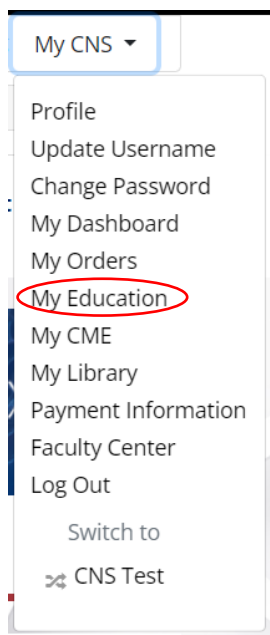 My CNS
Profile
Update Username
Change Password
My Dashboard
My Orders
My Education
My CME
My Library
Payment Information
Faculty Center
Log Out
Switch to
CNS Test